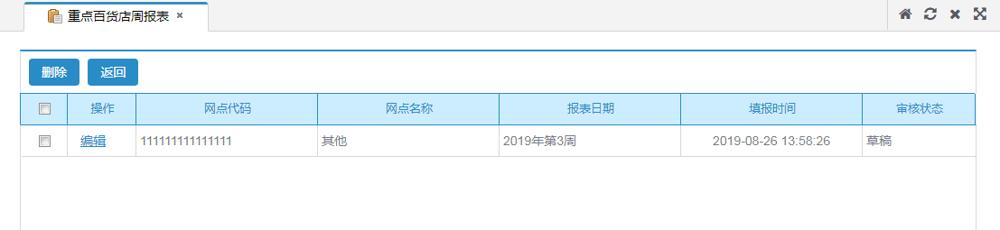 重点百货店周报表
删除 返回
操作 网点代码 网点名称 报表日期 填报时间 审核状态
编辑 111111111111111 其他 2019年第3周 2019-08-26 13:58:26 草稿